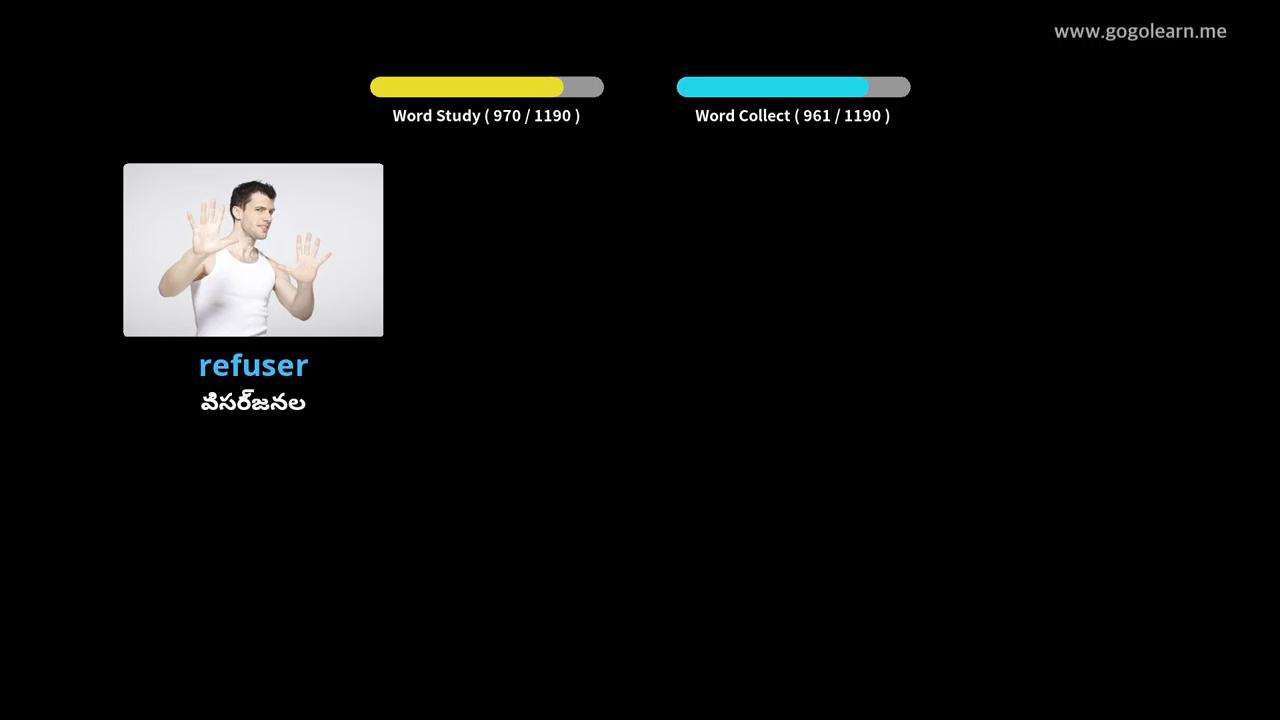 www.gogolearn.me
Word Study ( 970 / 1190 )
Word Collect ( 961 / 1190 )
refuser
విసర్జనల